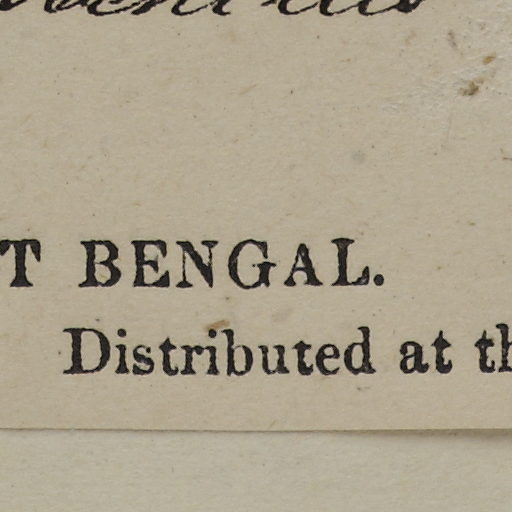 T BENGAL.
Distributed at th